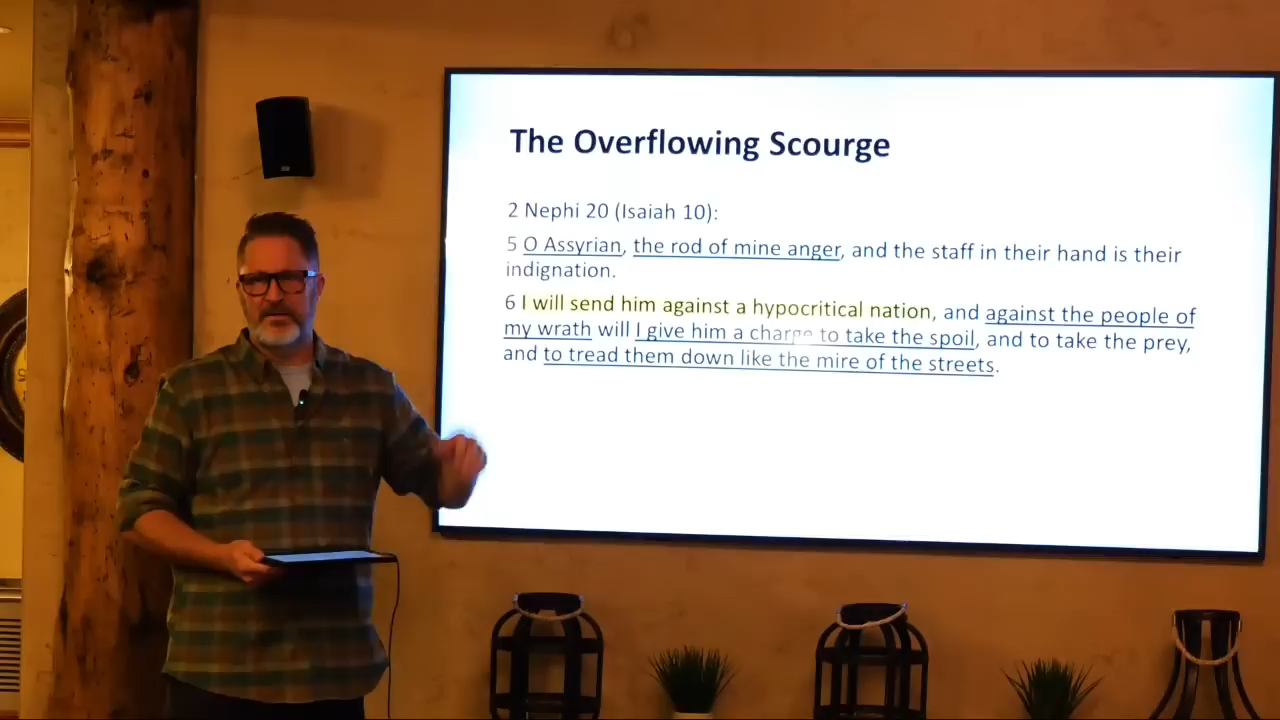 The Overflowing Scourge
2 Nephi 20 (Isaiah 10):
5 O Assyrian, the rod of mine anger, and the staff in their hand is their
indignation.
6 I will send him against a hypocritical nation, and against the people of
my wrath will I give him a charge to take the spoil, and to take the prey,
and to tread them down like the mire of the streets.